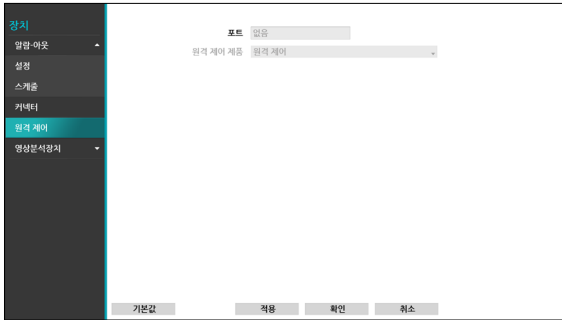 장치
알람-아웃
설정
스케줄
커넥터
원격 제어
영상분석장치
포트 없음
원격 제어 제품 원격 제어
기본값 적용 확인 취소